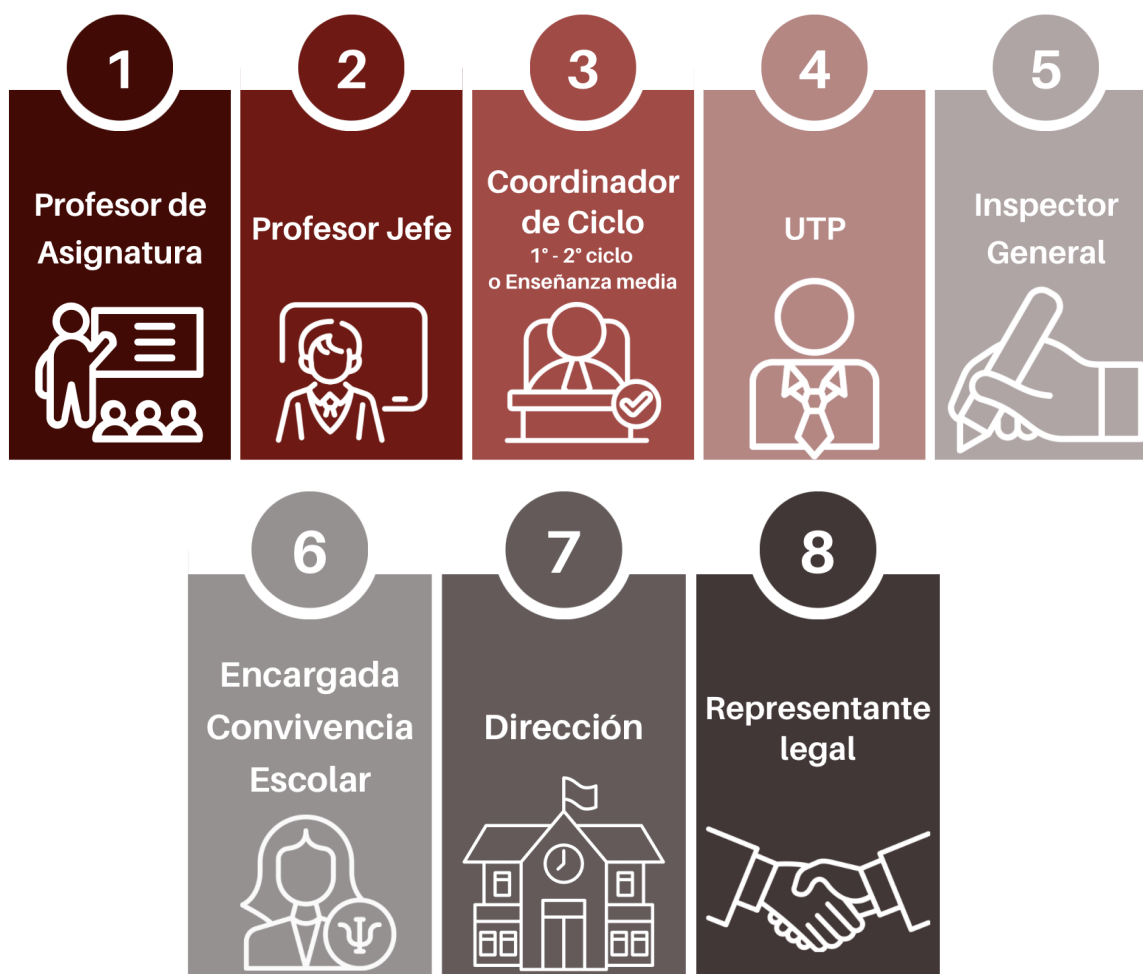 1
Profesor de
Asignatura
2
Profesor Jefe
3
Coordinador
de Ciclo
1° - 2° ciclo
o Enseñanza media
4
UTP
5
Inspector
General
6
Encargada
Convivencia
Escolar
Ψ
7
Dirección
8
Representante
legal